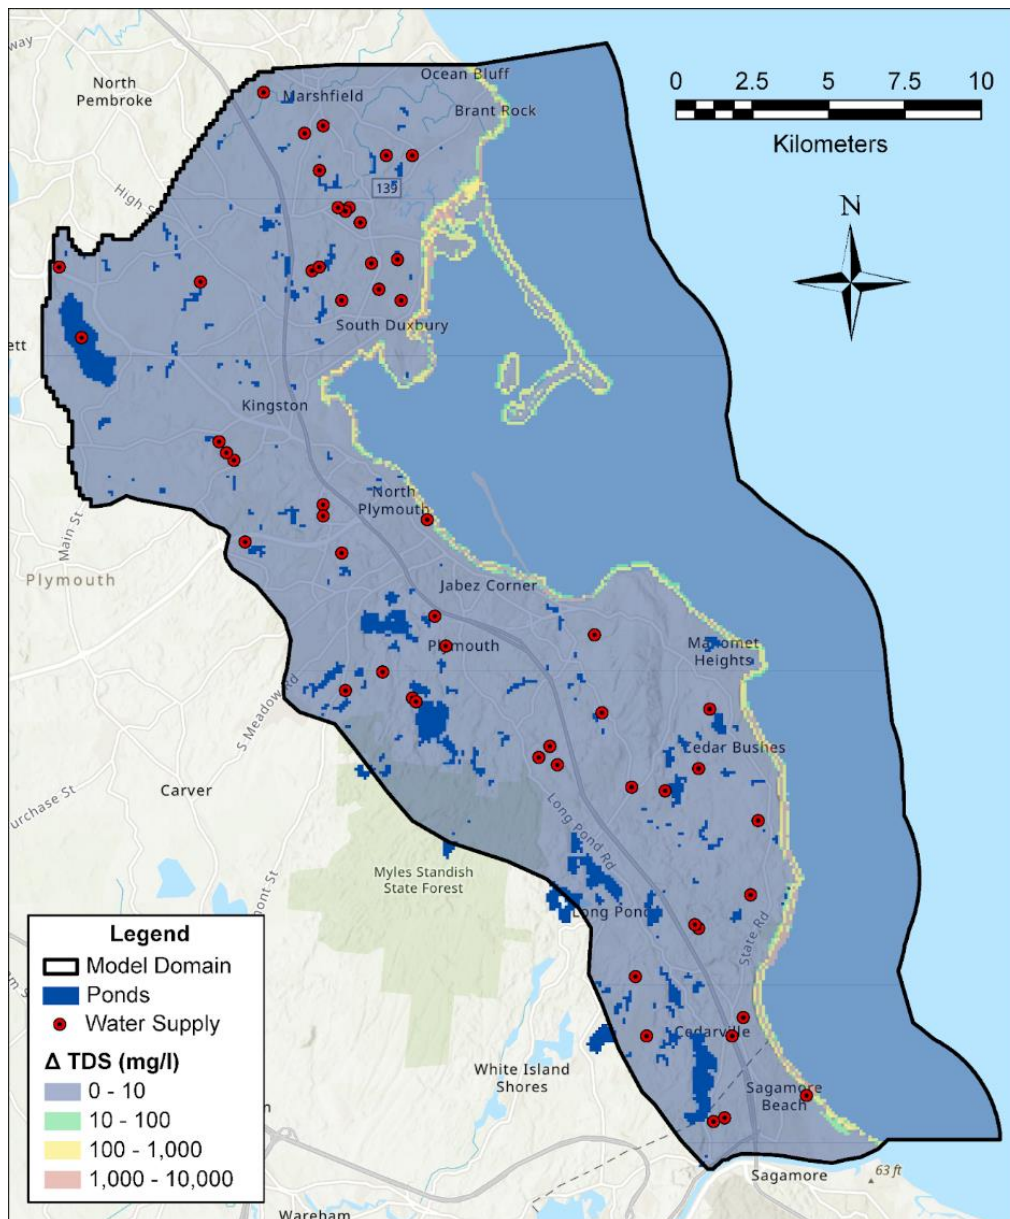 way
North
Pembroke
Ocean Bluff
Marshfield
Brant Rock
0 2.5 5 7.5 10
Kilometers
139
High S
N
South Duxbury
ett
Kingston
North
Plymouth
Main St
Plymouth
Jabez Corner
Plymouth
Manomet
Heights
S Meadow Rd
Cedar Bushes
Carver
urchase St
Long Pond Rd
Myles Standish
State Forest
mont St
Long Pond
State Rd
Cedarville
White Island
Shores
Sagamore
Beach
Sagamore
63 ft
Wareham
Legend
Model Domain
Ponds
Water Supply
Δ TDS (mg/l)
0 - 10
10 - 100
100 - 1,000
1,000 - 10,000